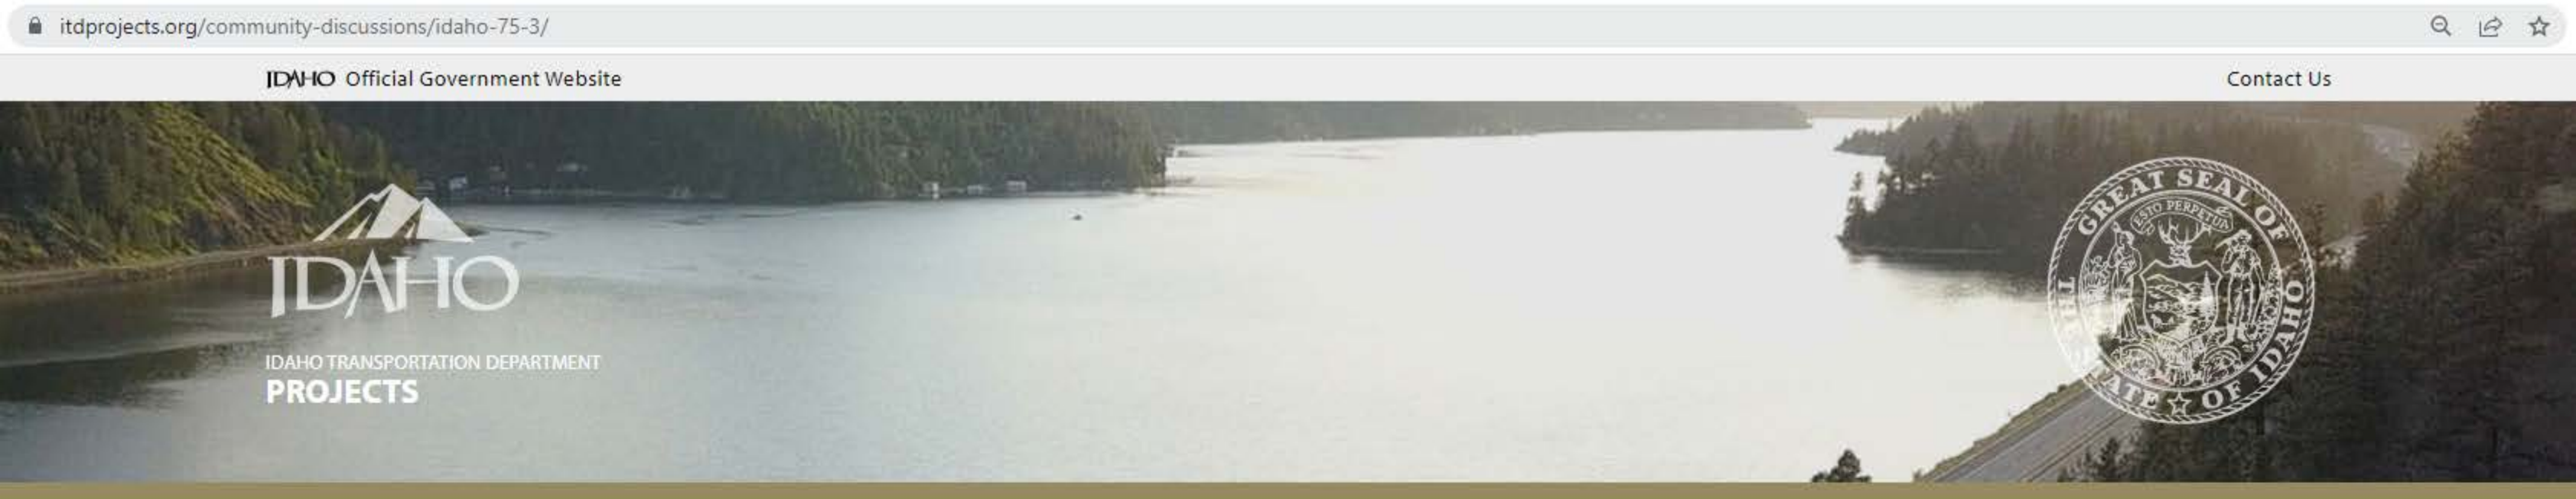 itdprojects.org/community-discussions/idaho-75-3/
IDAHO Official Government Website
Contact Us
IDAHO
IDAHO TRANSPORTATION DEPARTMENT
PROJECTS
THE GREAT SEAL OF
ESTO PERPETUA
STATE ☆ OF IDAHO